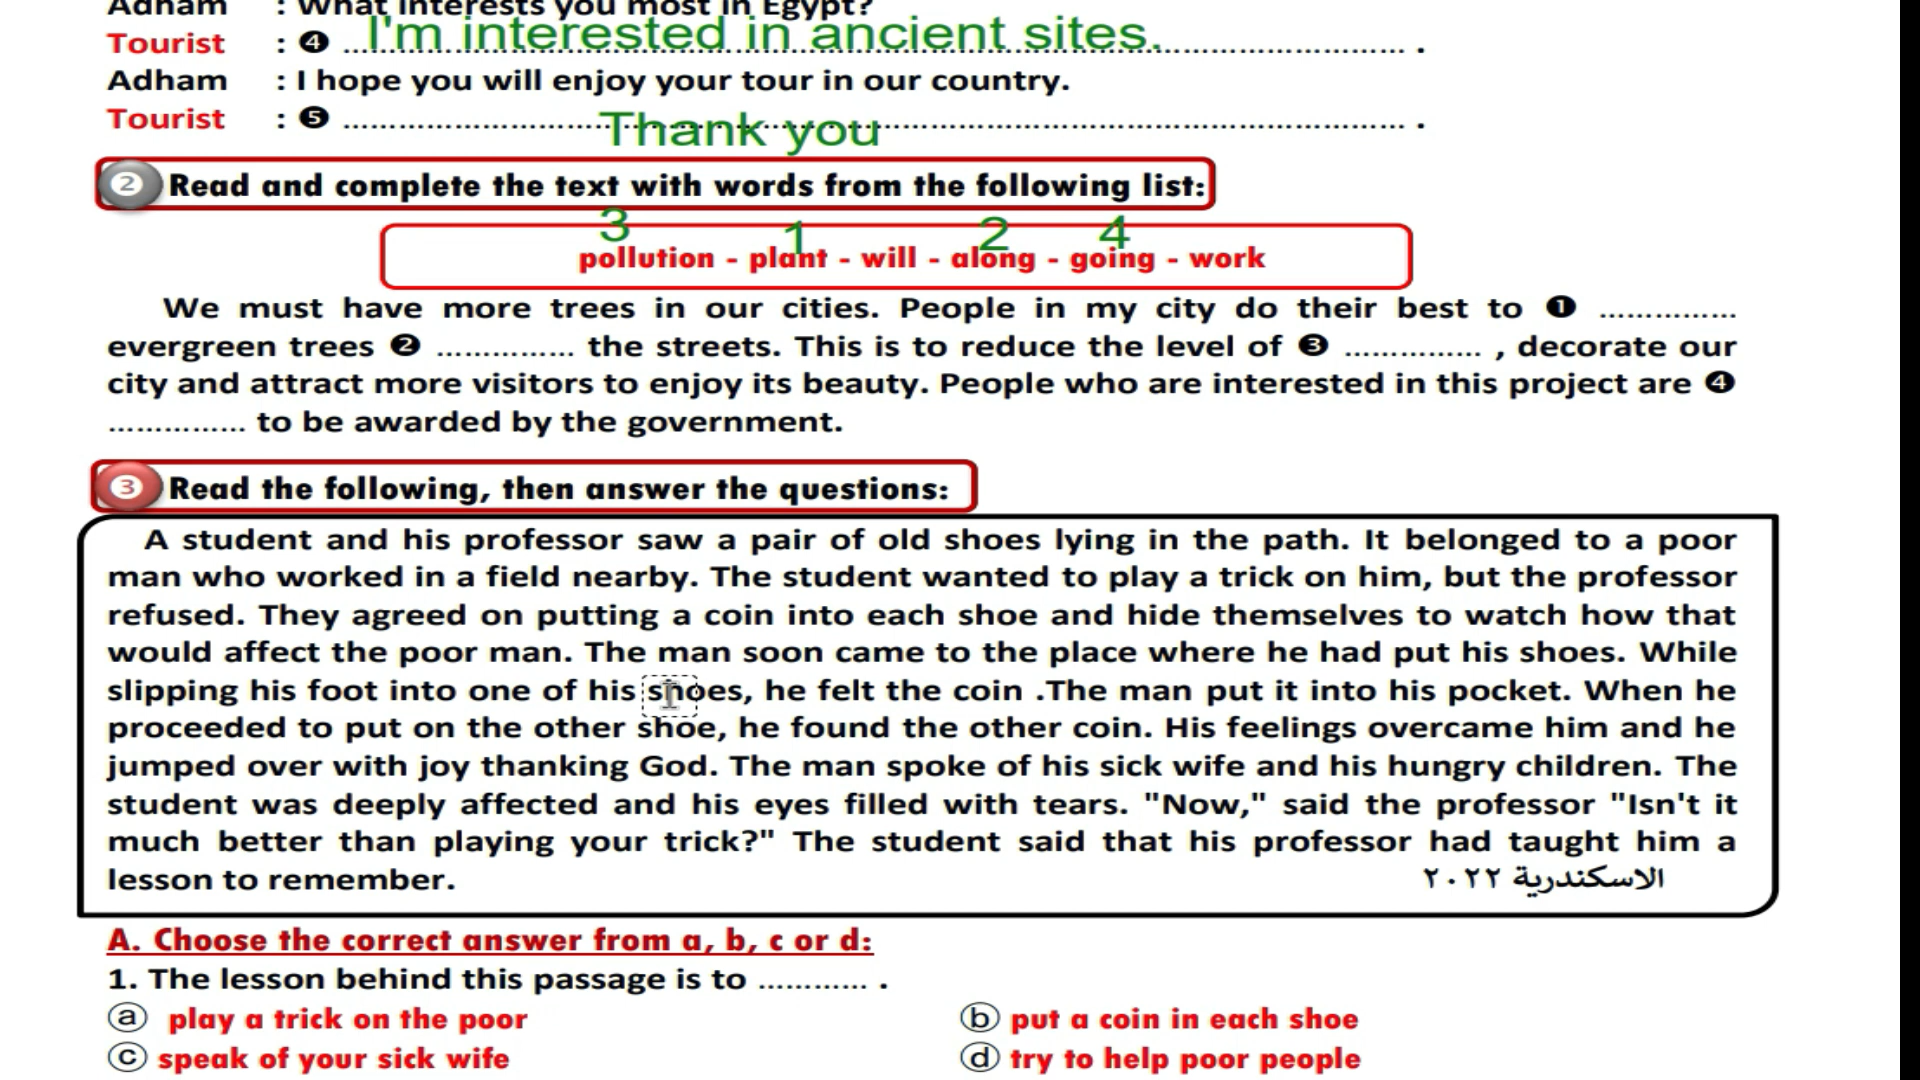 Adham : What interests you most in Egypt?
Tourist : ❹ I'm interested in ancient sites. .
Adham : I hope you will enjoy your tour in our country.
Tourist : ❺ Thank you .
2 Read and complete the text with words from the following list:
3 1 2 4
pollution - plant - will - along - going - work
We must have more trees in our cities. People in my city do their best to ❶ ...............
evergreen trees ❷ ............... the streets. This is to reduce the level of ❸ ............... , decorate our
city and attract more visitors to enjoy its beauty. People who are interested in this project are ❹
............... to be awarded by the government.
3 Read the following, then answer the questions:
A student and his professor saw a pair of old shoes lying in the path. It belonged to a poor
man who worked in a field nearby. The student wanted to play a trick on him, but the professor
refused. They agreed on putting a coin into each shoe and hide themselves to watch how that
would affect the poor man. The man soon came to the place where he had put his shoes. While
slipping his foot into one of his shoes, he felt the coin .The man put it into his pocket. When he
proceeded to put on the other shoe, he found the other coin. His feelings overcame him and he
jumped over with joy thanking God. The man spoke of his sick wife and his hungry children. The
student was deeply affected and his eyes filled with tears. "Now," said the professor "Isn't it
much better than playing your trick?" The student said that his professor had taught him a
lesson to remember. الاسكندرية ٢٠٢٢
A. Choose the correct answer from a, b, c or d:
1. The lesson behind this passage is to ............ .
ⓐ play a trick on the poor ⓑ put a coin in each shoe
ⓒ speak of your sick wife ⓓ try to help poor people